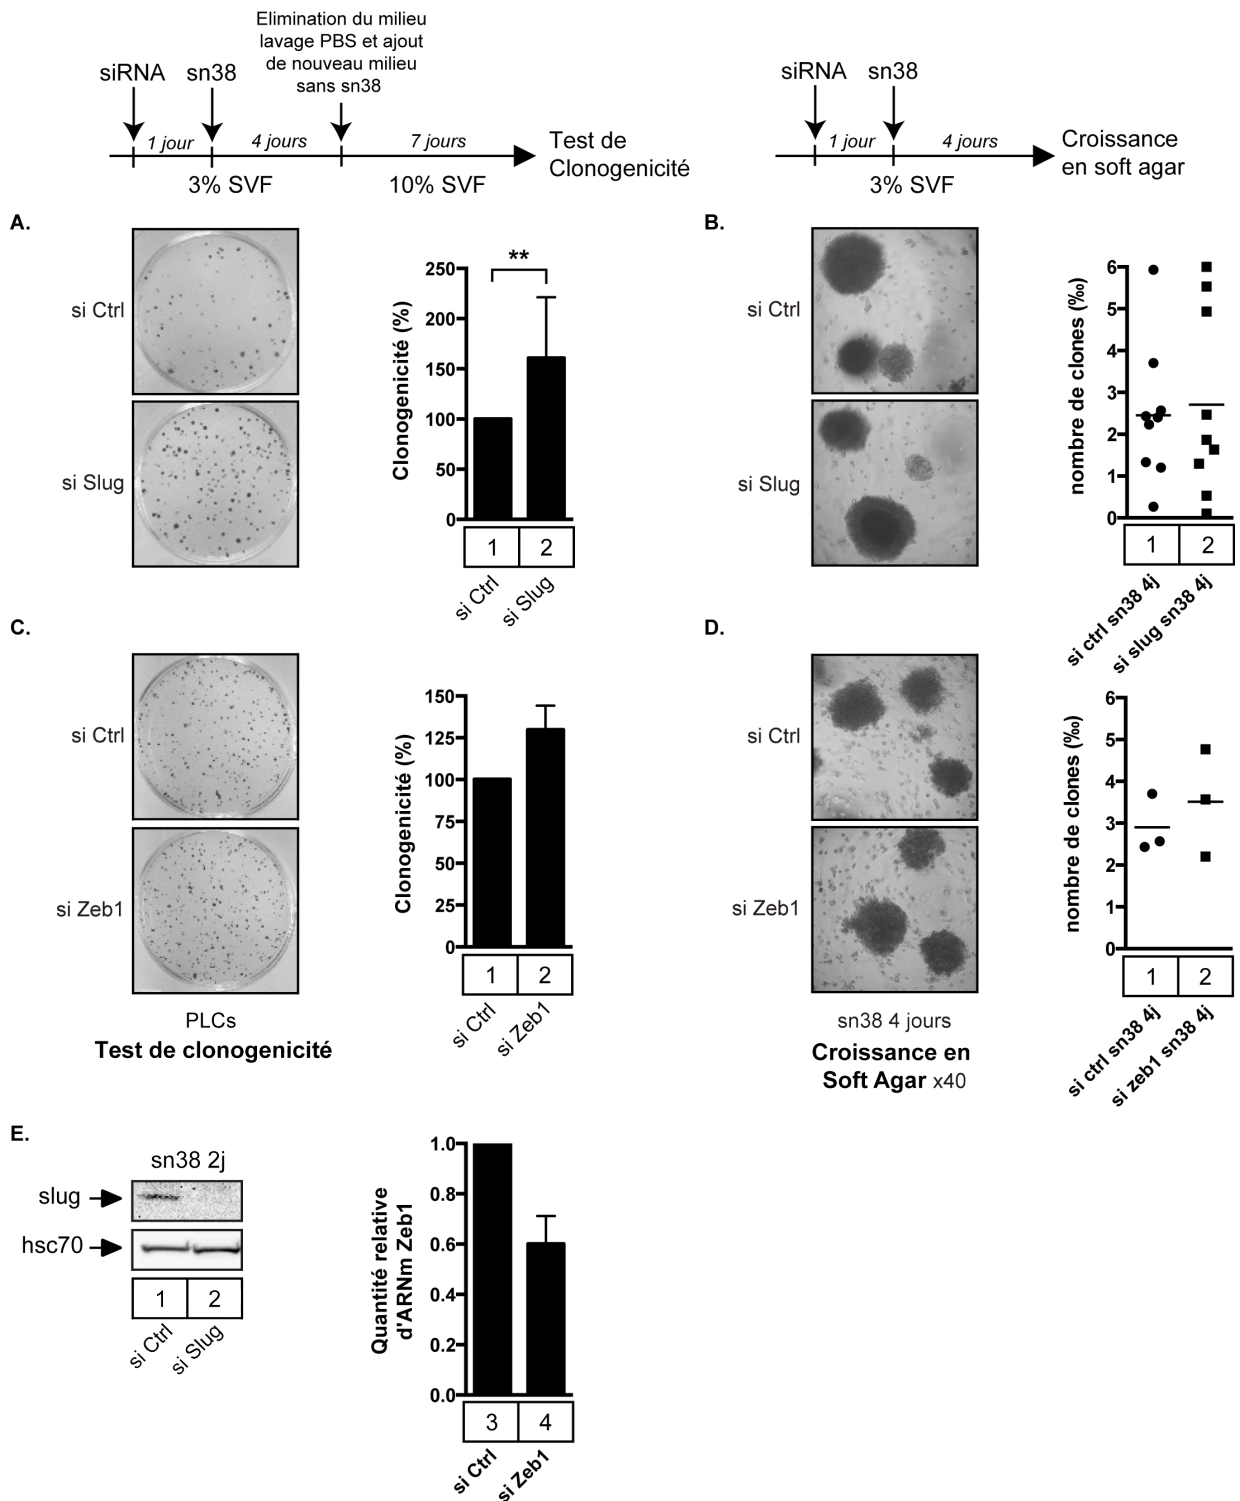 Elimination du milieu
lavage PBS et ajout
de nouveau milieu
sans sn38
siRNA
sn38
1 jour
4 jours
7 jours
3% SVF
10% SVF
Test de
Clonogenicité
siRNA
sn38
1 jour
4 jours
3% SVF
Croissance
en soft agar
A.
si Ctrl
si Slug
Clonogenicité (%)
250
200
150
100
50
0
**
1
2
si Ctrl
si Slug
B.
si Ctrl
si Slug
nombre de clones (‰)
6
5
4
3
2
1
0
1
2
si ctrl sn38 4j
si slug sn38 4j
C.
si Ctrl
si Zeb1
PLCs
Test de clonogenicité
Clonogenicité (%)
150
125
100
75
50
25
0
1
2
si Ctrl
si Zeb1
D.
si Ctrl
si Zeb1
sn38 4 jours
Croissance en
Soft Agar x40
nombre de clones (‰)
6
5
4
3
2
1
0
1
2
si ctrl sn38 4j
si zeb1 sn38 4j
E.
sn38 2j
slug
hsc70
1
2
si Ctrl
si Slug
Quantité relative
d'ARNm Zeb1
1.0
0.8
0.6
0.4
0.2
0.0
3
4
si Ctrl
si Zeb1